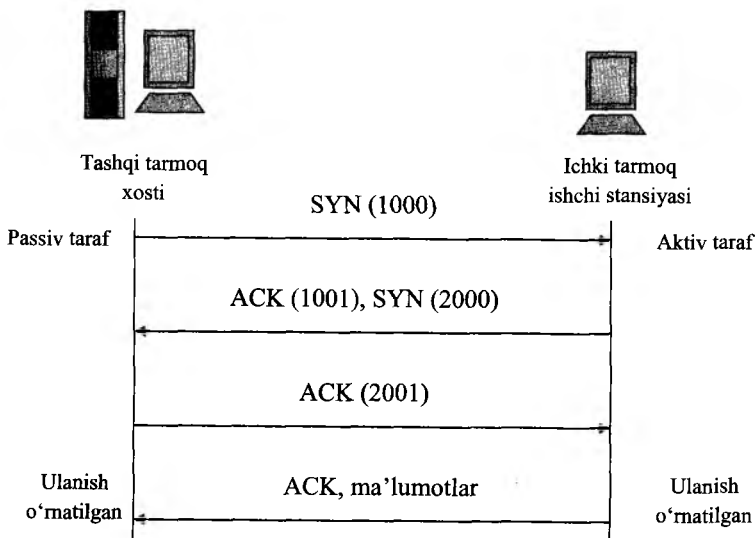 Tashqi tarmoq
xosti
Ichki tarmoq
ishchi stansiyasi
SYN (1000)
Passiv taraf
Aktiv taraf
ACK (1001), SYN (2000)
ACK (2001)
Ulanish
o‘rnatilgan
ACK, ma’lumotlar
Ulanish
o‘rnatilgan